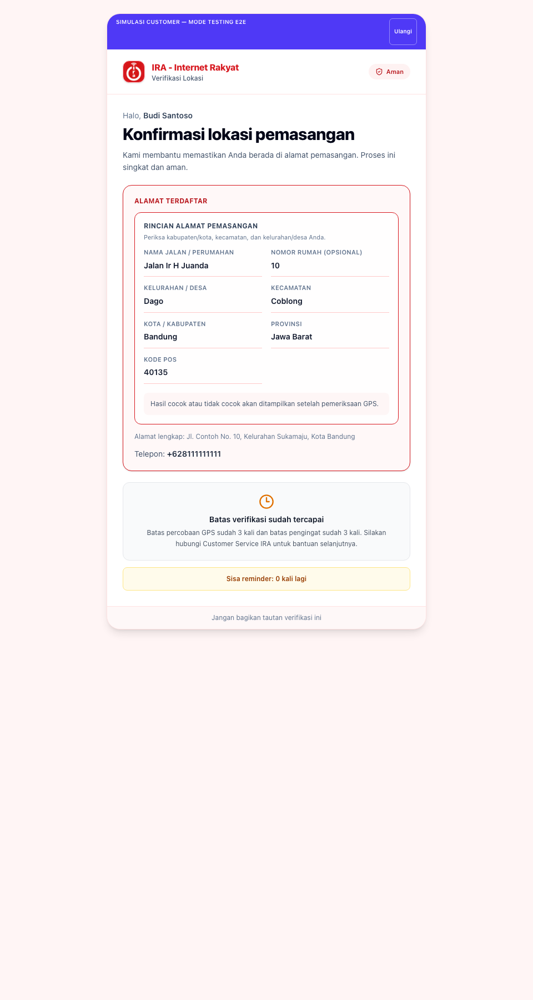 SIMULASI CUSTOMER — MODE TESTING E2E
Ulangi
ira
IRA - Internet Rakyat
Verifikasi Lokasi
Aman
Halo, Budi Santoso
Konfirmasi lokasi pemasangan
Kami membantu memastikan Anda berada di alamat pemasangan. Proses ini
singkat dan aman.
ALAMAT TERDAFTAR
RINCIAN ALAMAT PEMASANGAN
Periksa kabupaten/kota, kecamatan, dan kelurahan/desa Anda.
NAMA JALAN / PERUMAHAN
Jalan Ir H Juanda
NOMOR RUMAH (OPSIONAL)
10
KELURAHAN / DESA
Dago
KECAMATAN
Coblong
KOTA / KABUPATEN
Bandung
PROVINSI
Jawa Barat
KODE POS
40135
Hasil cocok atau tidak cocok akan ditampilkan setelah pemeriksaan GPS.
Alamat lengkap: Jl. Contoh No. 10, Kelurahan Sukamaju, Kota Bandung
Telepon: +628111111111
Batas verifikasi sudah tercapai
Batas percobaan GPS sudah 3 kali dan batas pengingat sudah 3 kali. Silakan
hubungi Customer Service IRA untuk bantuan selanjutnya.
Sisa reminder: 0 kali lagi
Jangan bagikan tautan verifikasi ini